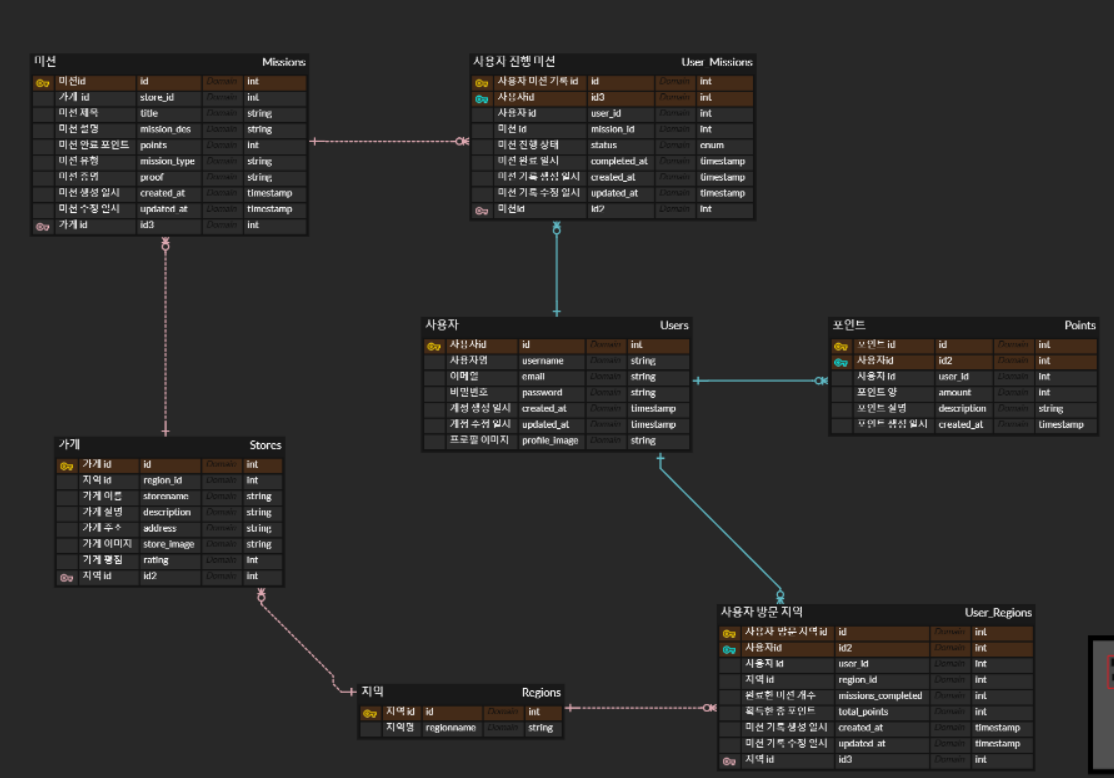 미션 Missions
미션id id Domain int
가게 id store_id Domain int
미션 제목 title Domain string
미션 설명 mission_des Domain string
미션 완료 포인트 points Domain int
미션 유형 mission_type Domain string
미션 증명 proof Domain string
미션 생성 일시 created_at Domain timestamp
미션 수정 일시 updated_at Domain timestamp
가게 id id3 Domain int
사용자 진행 미션 User_Missions
사용자 미션 기록 id id Domain int
사용자id id3 Domain int
사용자 id user_id Domain int
미션 id mission_id Domain int
미션 진행 상태 status Domain enum
미션 완료 일시 completed_at Domain timestamp
미션 기록 생성 일시 created_at Domain timestamp
미션 기록 수정 일시 updated_at Domain timestamp
미션id id2 Domain int
사용자 Users
사용자id id Domain int
사용자명 username Domain string
이메일 email Domain string
비밀번호 password Domain string
계정 생성 일시 created_at Domain timestamp
계정 수정 일시 updated_at Domain timestamp
프로필 이미지 profile_image Domain string
포인트 Points
포인트 id id Domain int
사용자id id2 Domain int
사용자 id user_id Domain int
포인트 양 amount Domain int
포인트 설명 description Domain string
포인트 생성 일시 created_at Domain timestamp
가게 Stores
가게 id id Domain int
지역 id region_id Domain int
가게 이름 storename Domain string
가게 설명 description Domain string
가게 주소 address Domain string
가게 이미지 store_image Domain string
가게 평점 rating Domain int
지역 id id2 Domain int
사용자 방문 지역 User_Regions
사용자 방문 지역 id id Domain int
사용자id id2 Domain int
사용자 id user_id Domain int
지역 id region_id Domain int
완료한 미션 개수 missions_completed Domain int
획득한 총 포인트 total_points Domain int
미션 기록 생성 일시 created_at Domain timestamp
미션 기록 수정 일시 updated_at Domain timestamp
지역 id id3 Domain int
지역 Regions
지역 id id Domain int
지역명 regionname Domain string